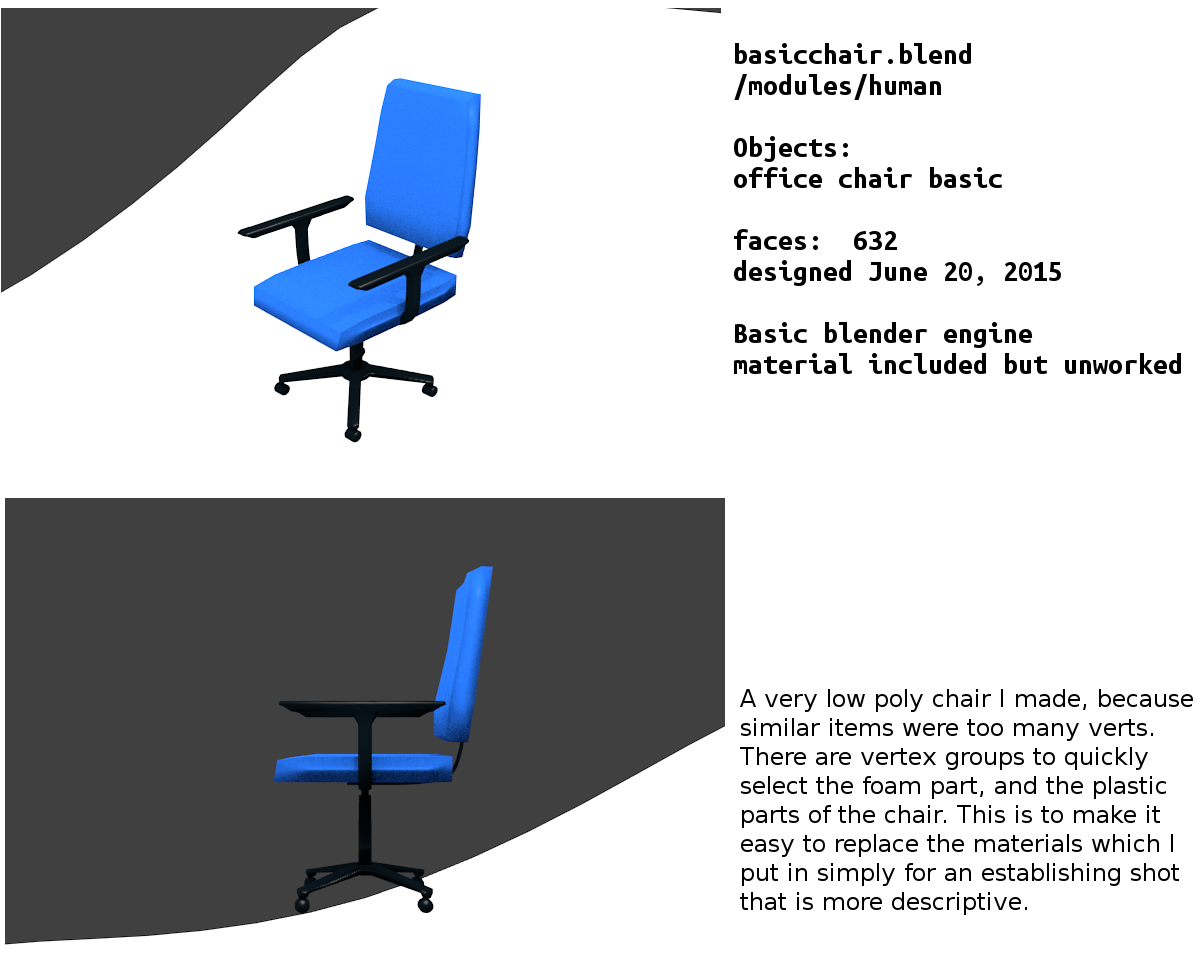 basicchair.blend
/modules/human
Objects:
office chair basic
faces:  632
designed June 20, 2015
Basic blender engine
material included but unworked
A very low poly chair I made, because
similar items were too many verts.
There are vertex groups to quickly
select the foam part, and the plastic
parts of the chair. This is to make it
easy to replace the materials which I
put in simply for an establishing shot
that is more descriptive.